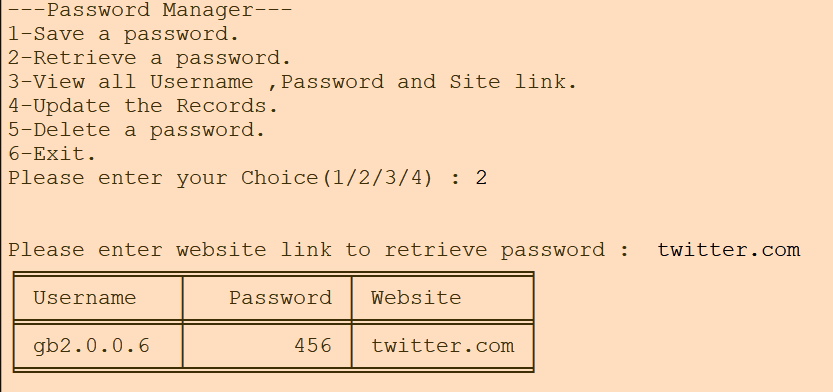 ---Password Manager---
1-Save a password.
2-Retrieve a password.
3-View all Username ,Password and Site link.
4-Update the Records.
5-Delete a password.
6-Exit.
Please enter your Choice(1/2/3/4) : 2
Please enter website link to retrieve password :  twitter.com
Username Password Website
gb2.0.0.6 456 twitter.com